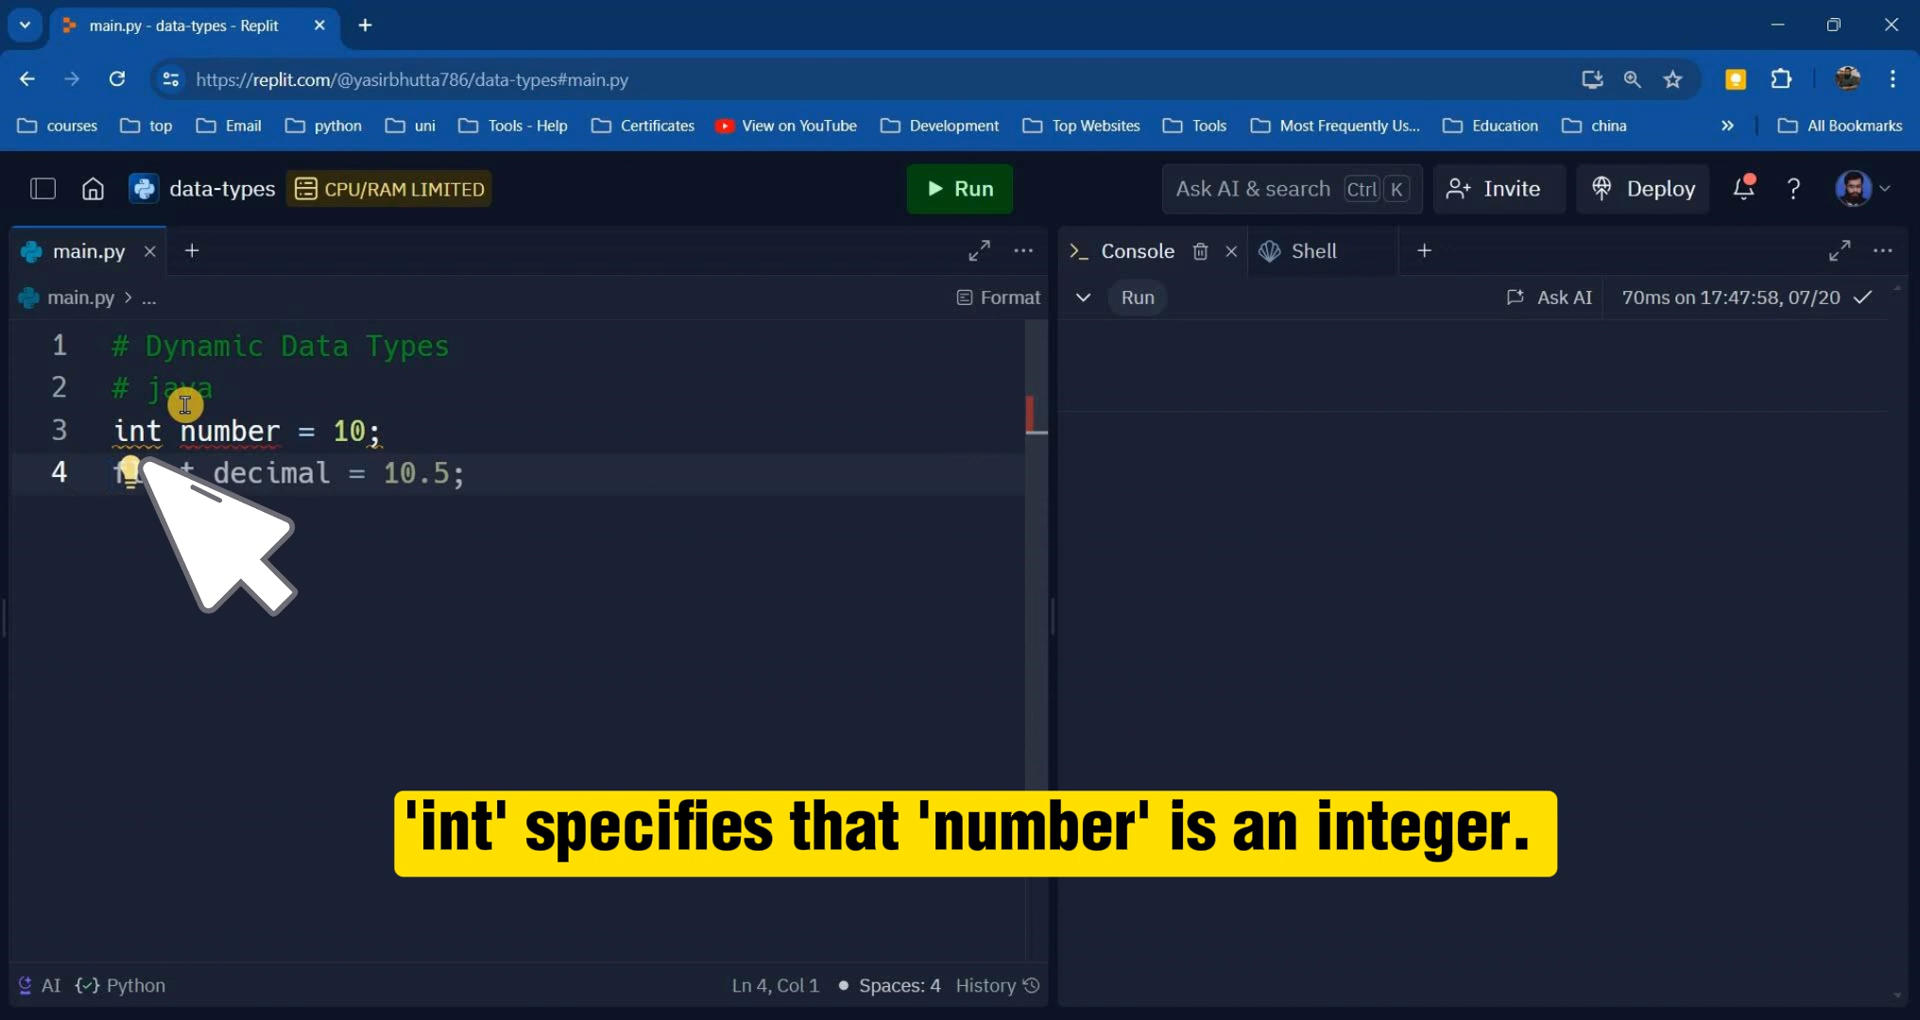 main.py - data-types - Replit
https://replit.com/@yasirbhutta786/data-types#main.py
courses top Email python uni Tools - Help Certificates View on YouTube Development Top Websites Tools Most Frequently Us... Education china » All Bookmarks
data-types CPU/RAM LIMITED Run Ask AI & search Ctrl K Invite Deploy ?
main.py Console Shell
main.py > ... Format Run Ask AI 70ms on 17:47:58, 07/20
1 # Dynamic Data Types
2 # java
3 int number = 10;
4 decimal = 10.5;
'int' specifies that 'number' is an integer.
AI Python Ln 4, Col 1 Spaces: 4 History